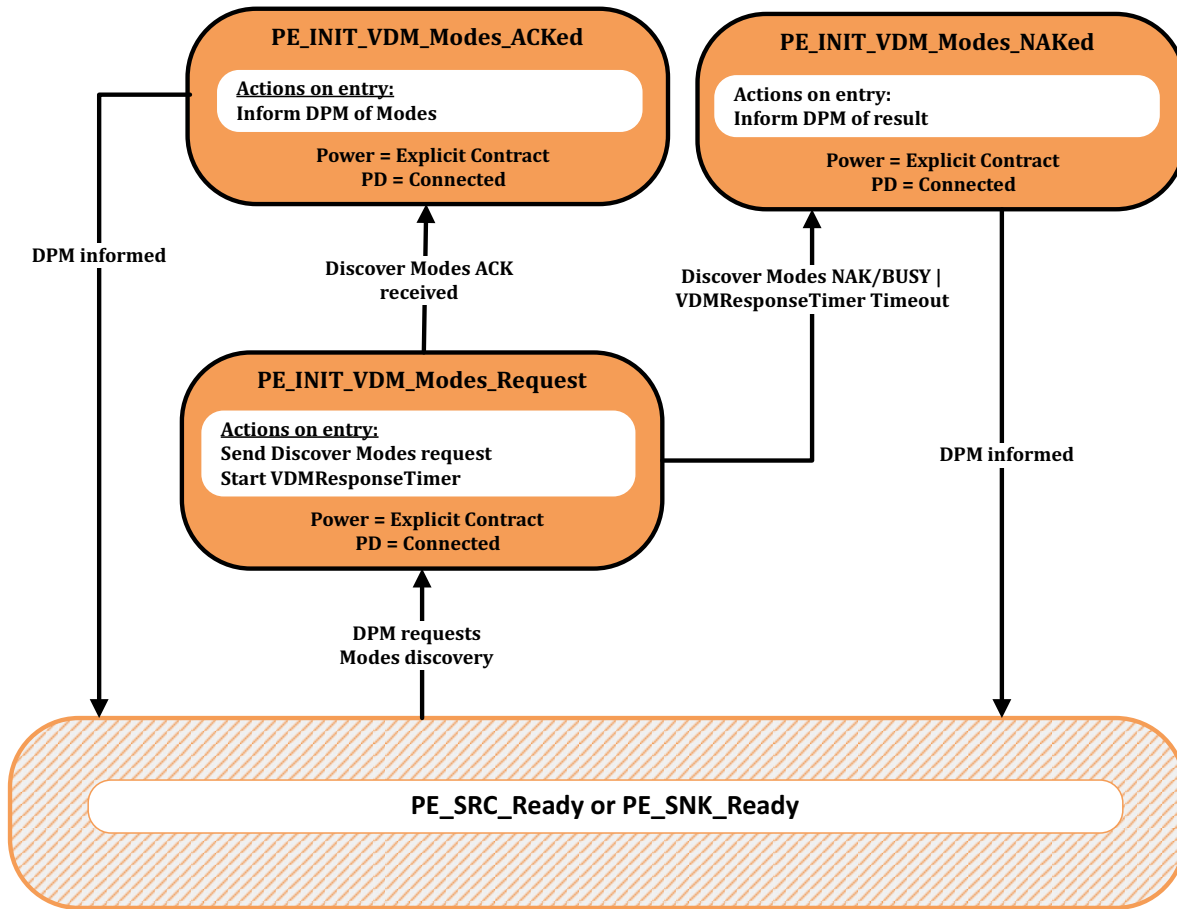 PE_INIT_VDM_Modes_ACKed
Actions on entry:
Inform DPM of Modes
Power = Explicit Contract
PD = Connected
PE_INIT_VDM_Modes_NAKed
Actions on entry:
Inform DPM of result
Power = Explicit Contract
PD = Connected
DPM informed
Discover Modes ACK
received
Discover Modes NAK/BUSY |
VDMResponseTimer Timeout
PE_INIT_VDM_Modes_Request
Actions on entry:
Send Discover Modes request
Start VDMResponseTimer
Power = Explicit Contract
PD = Connected
DPM informed
DPM requests
Modes discovery
PE_SRC_Ready or PE_SNK_Ready